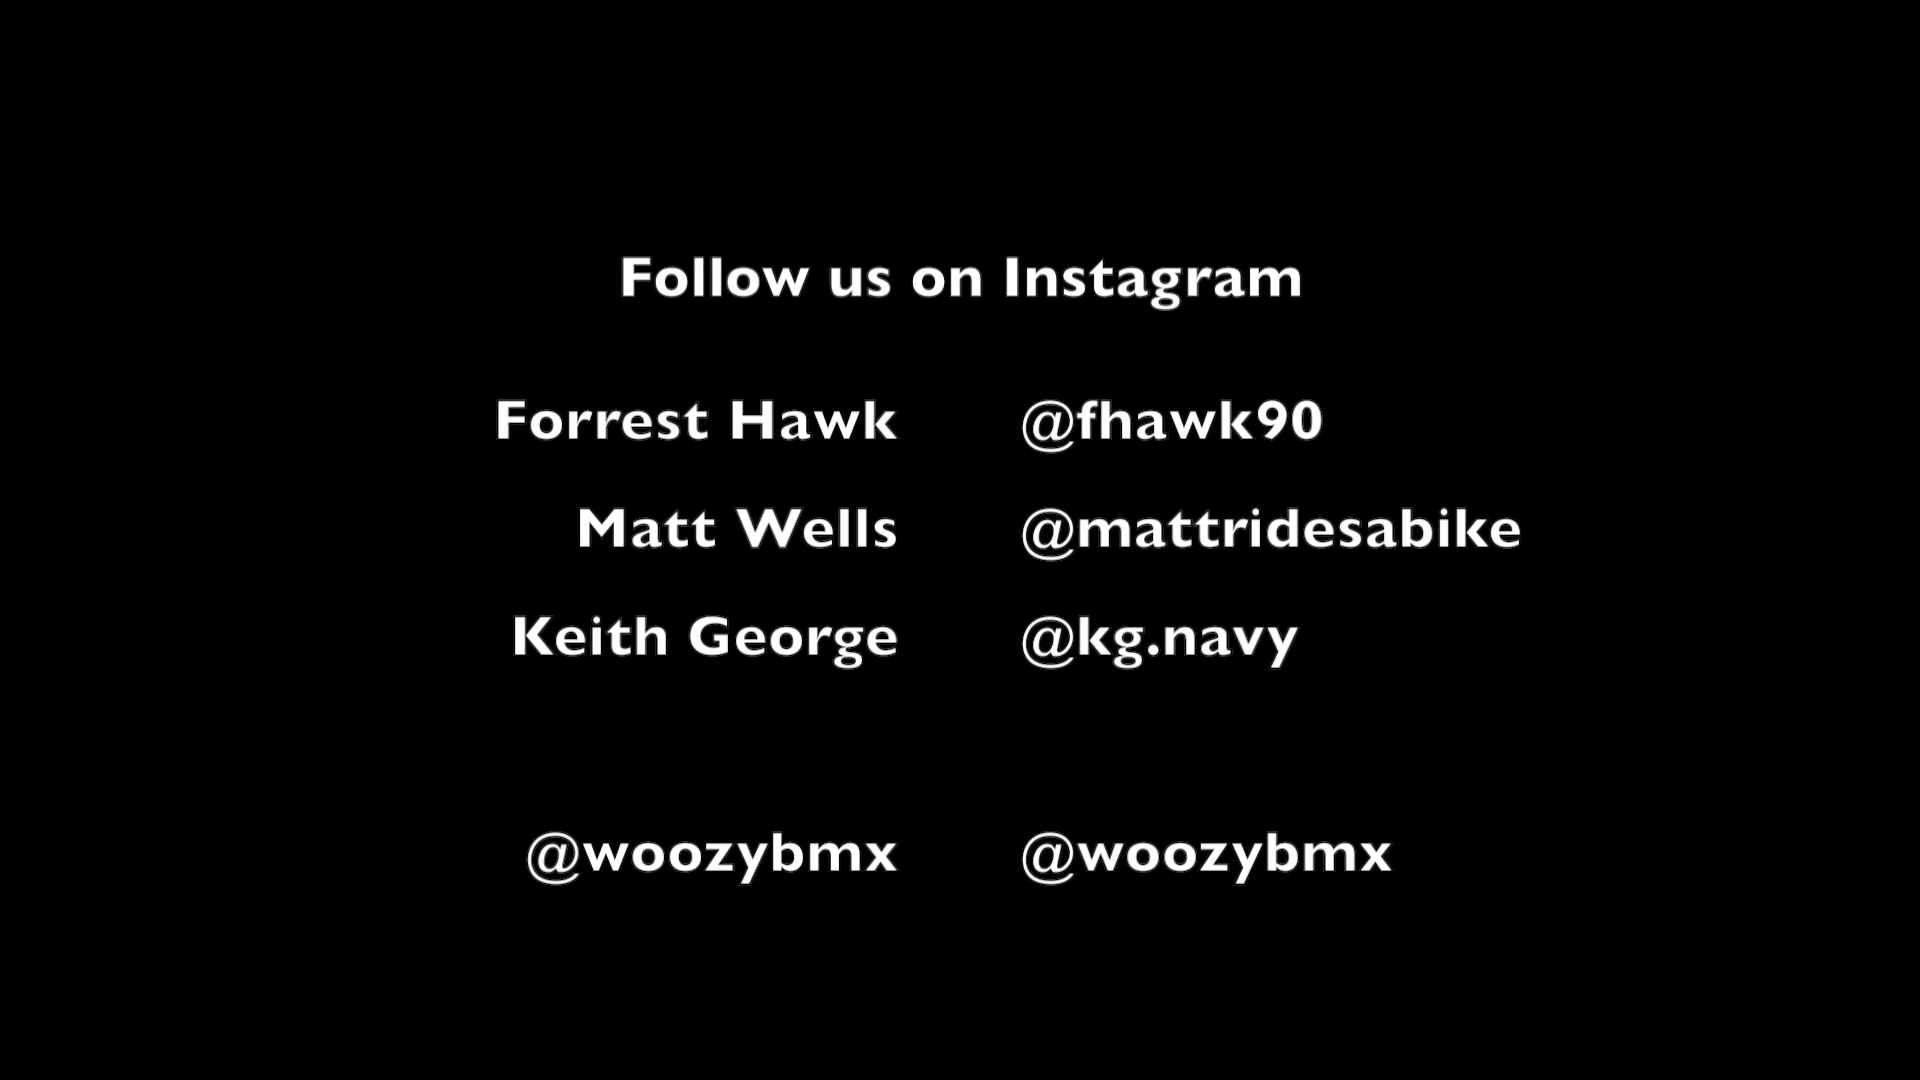 Follow us on Instagram
Forrest Hawk @fhawk90
Matt Wells @mattridesabike
Keith George @kg.navy
@woozybmx @woozybmx